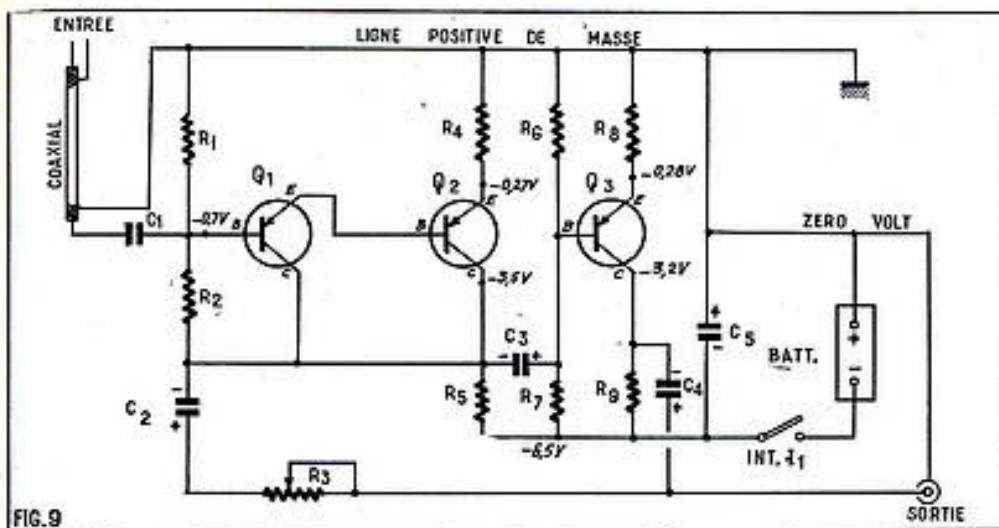 ENTREE
LIGNE POSITIVE DE MASSE
COAXIAL
R1
R4
R6
R8
Q1
E
Q2
-0,27V
E
Q3
-0,28V
E
C1
-0,7V
B
B
B
ZERO VOLT
C
C
-3,5V
C
-3,2V
R2
C3
- +
+
C5
-
BATT.
+
-
C2
-
+
R5
R7
R9
-
C4
+
-6,5V
INT. I1
R3
SORTIE
FIG.9